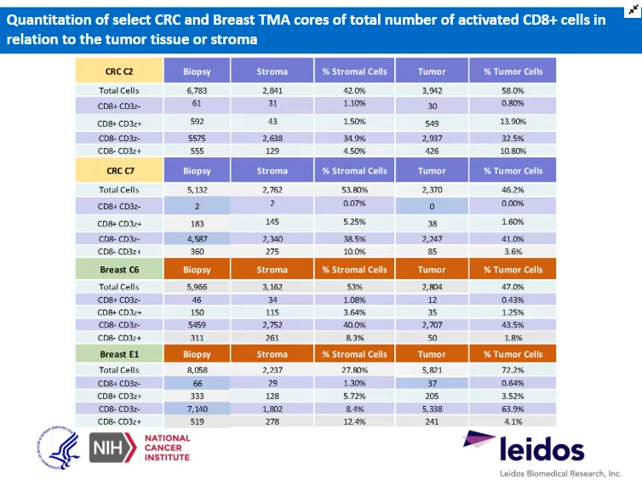 Quantitation of select CRC and Breast TMA cores of total number of activated CD8+ cells in
relation to the tumor tissue or stroma
CRC C2 Biopsy Stroma % Stromal Cells Tumor % Tumor Cells
Total Cells 6,783 2,841 42.0% 3,942 58.0%
CD8+ CD3z- 61 31 1.10% 30 0.80%
CD8+ CD3z+ 592 43 1.50% 549 13.90%
CD8- CD3z- 5575 2,638 34.9% 2,937 32.5%
CD8- CD3z+ 555 129 4.50% 426 10.80%
CRC C7 Biopsy Stroma % Stromal Cells Tumor % Tumor Cells
Total Cells 5,132 2,762 53.80% 2,370 46.2%
CD8+ CD3z- 2 2 0.07% 0 0.00%
CD8+ CD3z+ 183 145 5.25% 38 1.60%
CD8- CD3z- 4,587 2,340 38.5% 2,247 41.0%
CD8- CD3z+ 360 275 10.0% 85 3.6%
Breast C6 Biopsy Stroma % Stromal Cells Tumor % Tumor Cells
Total Cells 5,966 3,162 53% 2,804 47.0%
CD8+ CD3z- 46 34 1.08% 12 0.43%
CD8+ CD3z+ 150 115 3.64% 35 1.25%
CD8- CD3z- 5459 2,752 40.0% 2,707 43.5%
CD8- CD3z+ 311 261 8.3% 50 1.8%
Breast E1 Biopsy Stroma % Stromal Cells Tumor % Tumor Cells
Total Cells 8,058 2,237 27.80% 5,821 72.2%
CD8+ CD3z- 66 29 1.30% 37 0.64%
CD8+ CD3z+ 333 128 5.72% 205 3.52%
CD8- CD3z- 7,140 1,802 8.4% 5,338 63.9%
CD8- CD3z+ 519 278 12.4% 241 4.1%
NIH NATIONAL
CANCER
INSTITUTE
leidos
Leidos Biomedical Research, Inc.